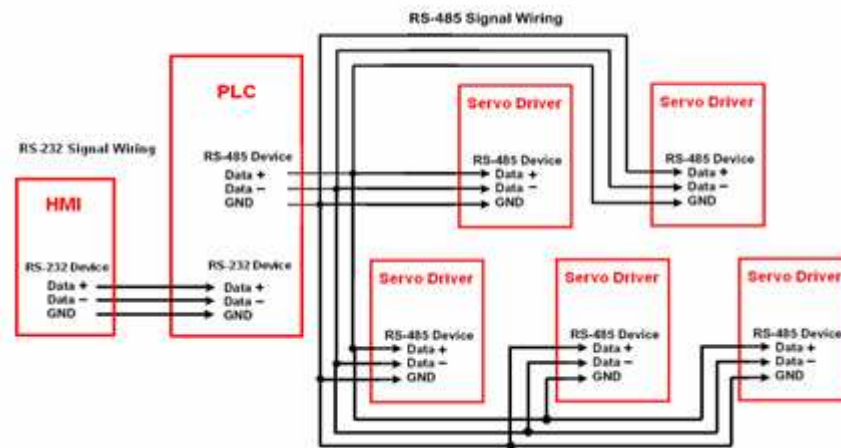 RS-485 Signal Wiring
PLC
RS-485 Device
Data +
Data −
GND
RS-232 Device
Data +
Data −
GND
RS-232 Signal Wiring
HMI
RS-232 Device
Data +
Data −
GND
Servo Driver
RS-485 Device
Data +
Data −
GND
Servo Driver
RS-485 Device
Data +
Data −
GND
Servo Driver
RS-485 Device
Data +
Data −
GND
Servo Driver
RS-485 Device
Data +
Data −
GND
Servo Driver
RS-485 Device
Data +
Data −
GND